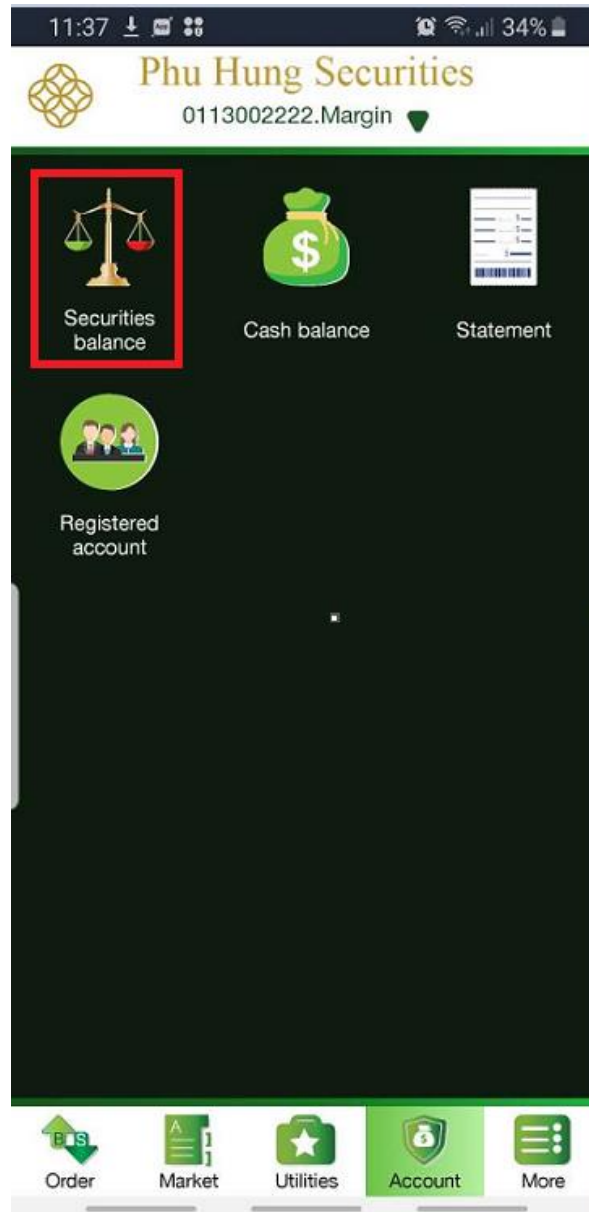 11:37
34%
Phu Hung Securities
0113002222.Margin
$
Securities
balance
Cash balance
Statement
Registered
account
B S
A
Order
Market
Utilities
Account
More